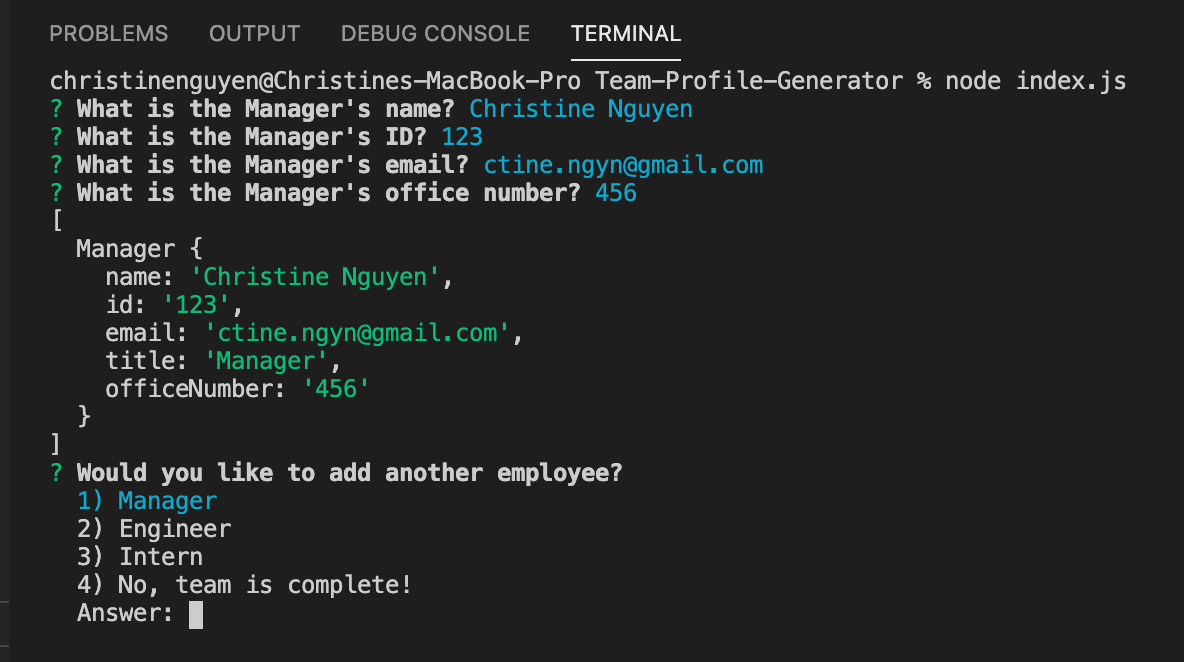 PROBLEMS OUTPUT DEBUG CONSOLE TERMINAL
christinenguyen@Christines-MacBook-Pro Team-Profile-Generator % node index.js
? What is the Manager's name? Christine Nguyen
? What is the Manager's ID? 123
? What is the Manager's email? ctine.ngyn@gmail.com
? What is the Manager's office number? 456
[
  Manager {
    name: 'Christine Nguyen',
    id: '123',
    email: 'ctine.ngyn@gmail.com',
    title: 'Manager',
    officeNumber: '456'
  }
]
? Would you like to add another employee?
  1) Manager
  2) Engineer
  3) Intern
  4) No, team is complete!
  Answer: